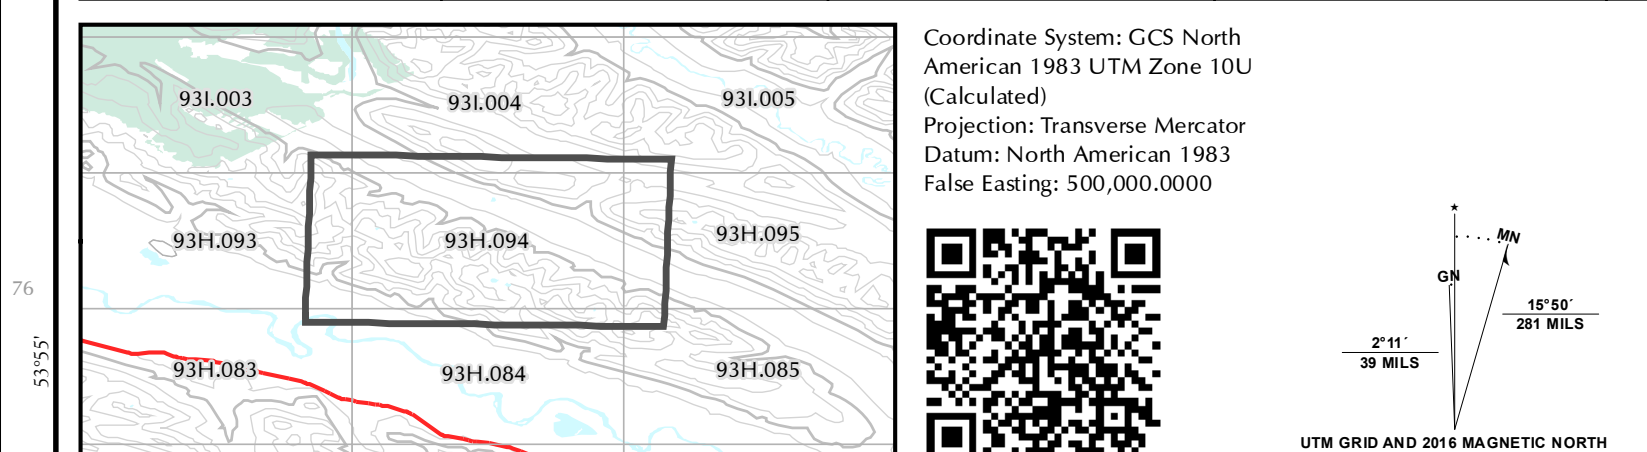 93I.003
93I.004
93I.005
93H.093
93H.094
93H.095
93H.083
93H.084
93H.085
76
53°55'
Coordinate System: GCS North
American 1983 UTM Zone 10U
(Calculated)
Projection: Transverse Mercator
Datum: North American 1983
False Easting: 500,000.0000
MN
GN
15°50´
281 MILS
2°11´
39 MILS
UTM GRID AND 2016 MAGNETIC NORTH